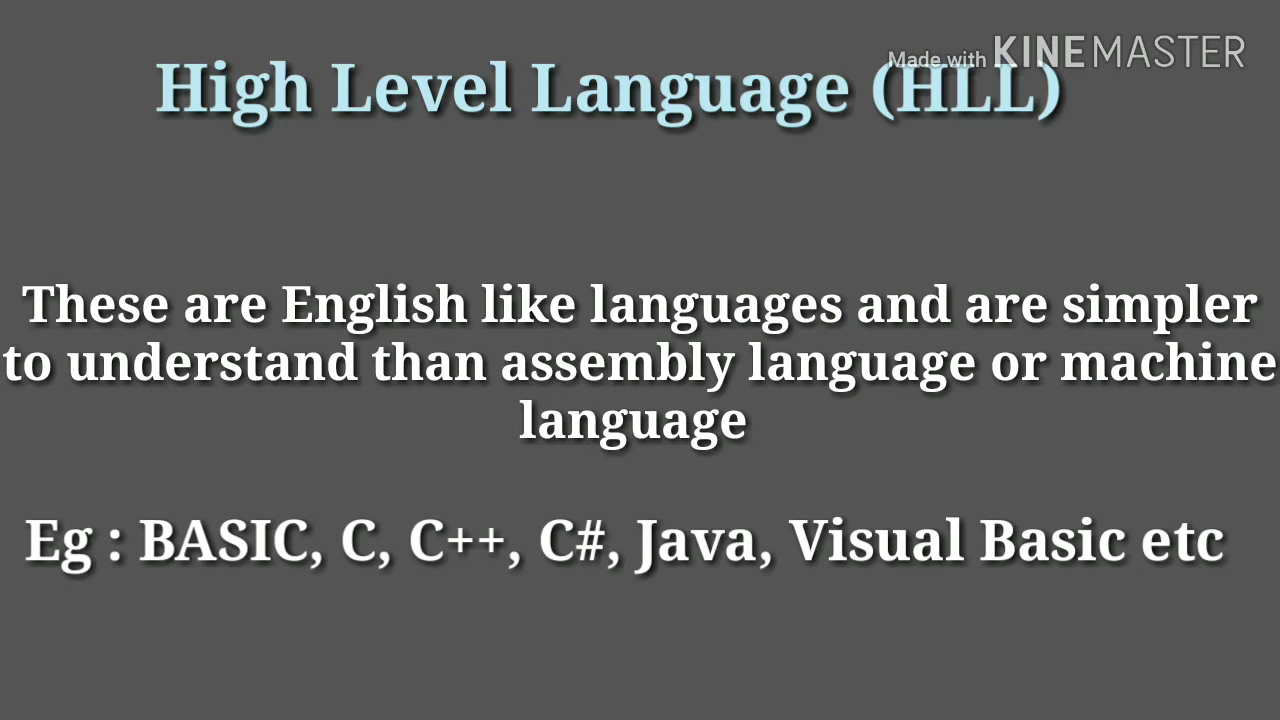 Made with KINEMASTER
High Level Language (HLL)
These are English like languages and are simpler
to understand than assembly language or machine
language
Eg : BASIC, C, C++, C#, Java, Visual Basic etc